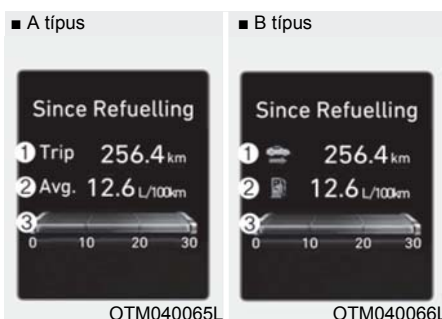 ■ A típus
Since Refuelling
① Trip 256.4 km
② Avg. 12.6 L/100km
③
0 10 20 30
OTM040065L
■ B típus
Since Refuelling
① 256.4 km
② 12.6 L/100km
③
0 10 20 30
OTM040066L